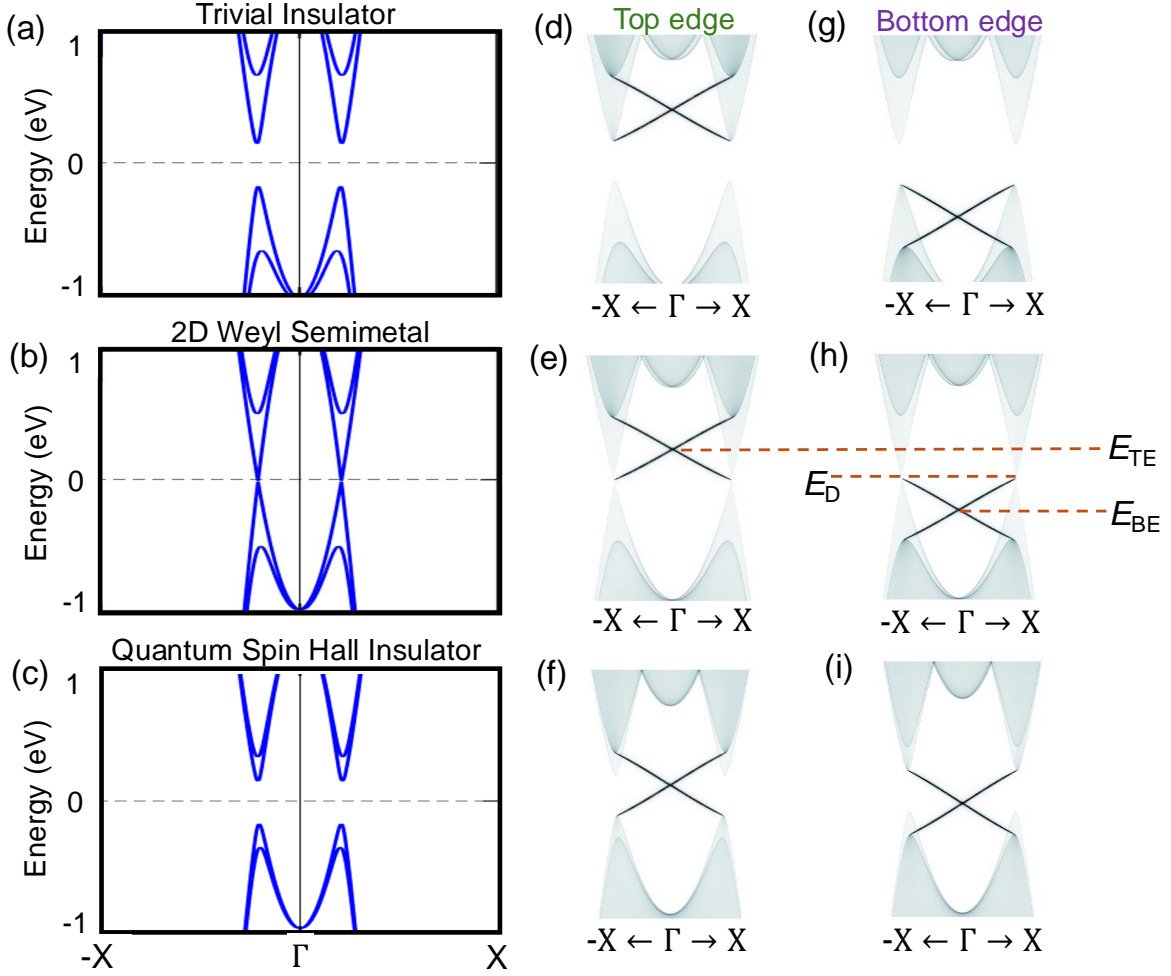 (a)
Trivial Insulator
Energy (eV)
1
0
-1
(d)
Top edge
-X ← Γ → X
(g)
Bottom edge
-X ← Γ → X
(b)
2D Weyl Semimetal
Energy (eV)
1
0
-1
(e)
-X ← Γ → X
(h)
-X ← Γ → X
E_TE
E_D
E_BE
(c)
Quantum Spin Hall Insulator
Energy (eV)
1
0
-1
-X Γ X
(f)
-X ← Γ → X
(i)
-X ← Γ → X